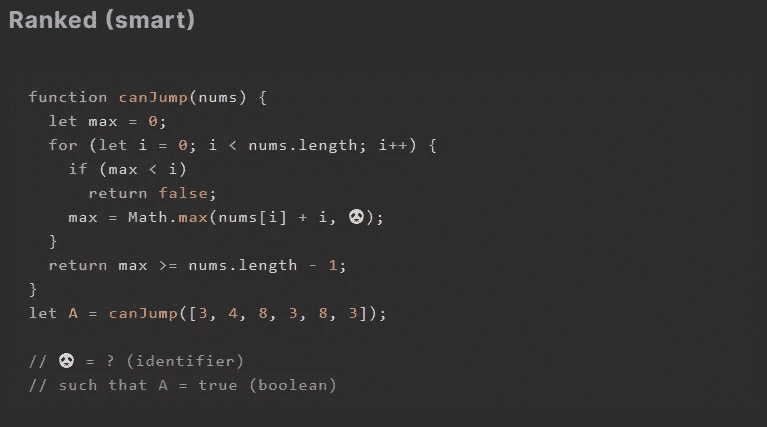 Ranked (smart)
function canJump(nums) {
let max = 0;
for (let i = 0; i < nums.length; i++) {
if (max < i)
return false;
max = Math.max(nums[i] + i, 💀);
}
return max >= nums.length - 1;
}
let A = canJump([3, 4, 8, 3, 8, 3]);
// 💀 = ? (identifier)
// such that A = true (boolean)